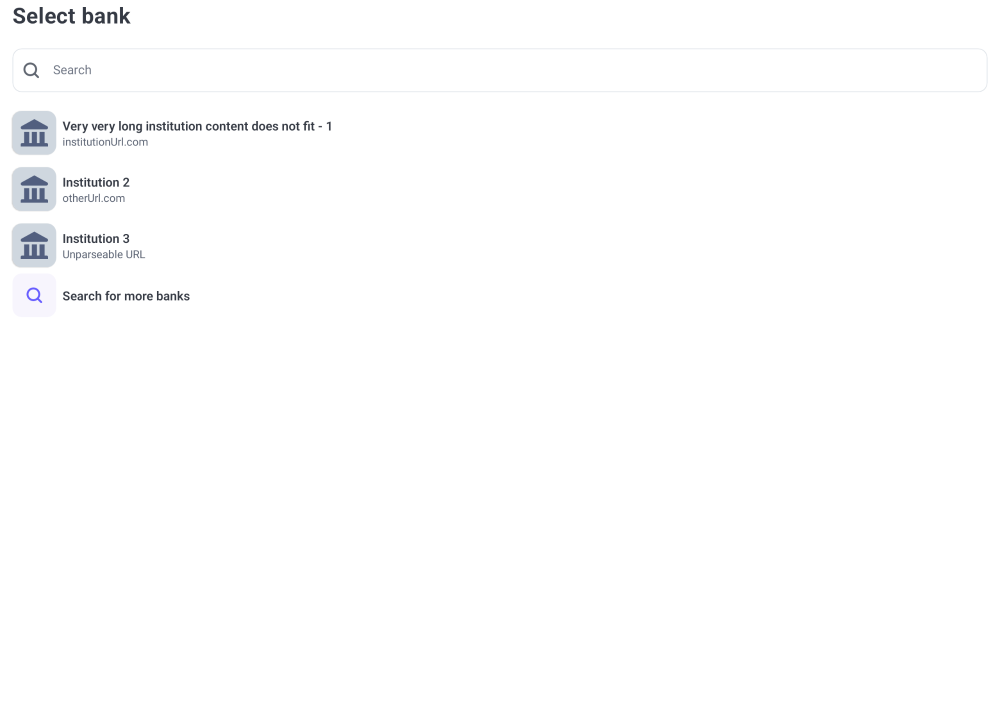 Select bank
Search
Very very long institution content does not fit - 1
institutionUrl.com
Institution 2
otherUrl.com
Institution 3
Unparseable URL
Search for more banks